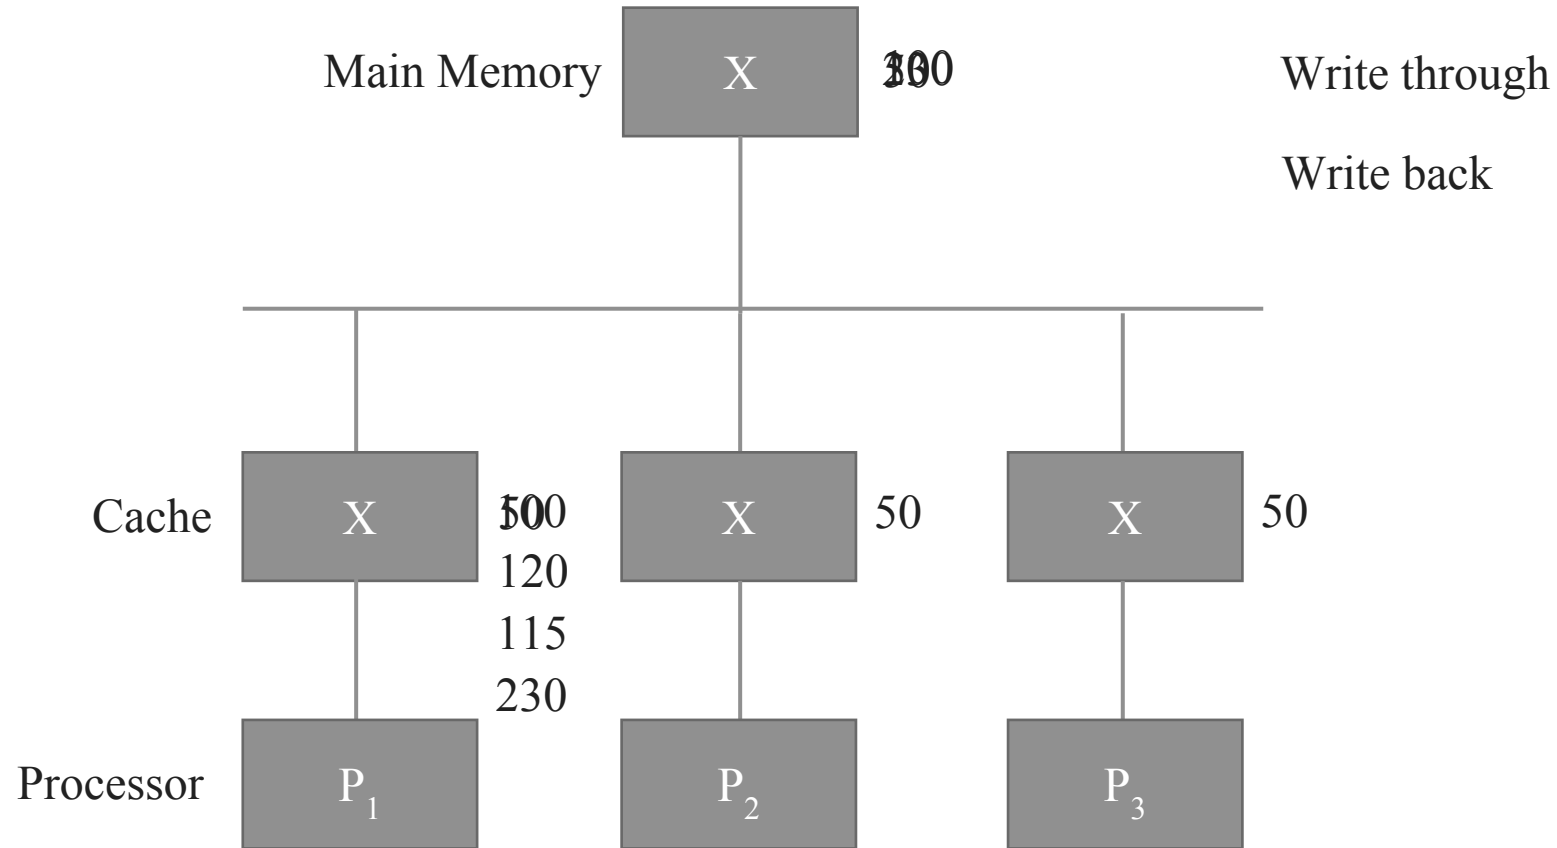 Main Memory X Write through
Write back
Cache X X 50 X 50
120
115
230
Processor P₁ P₂ P₃